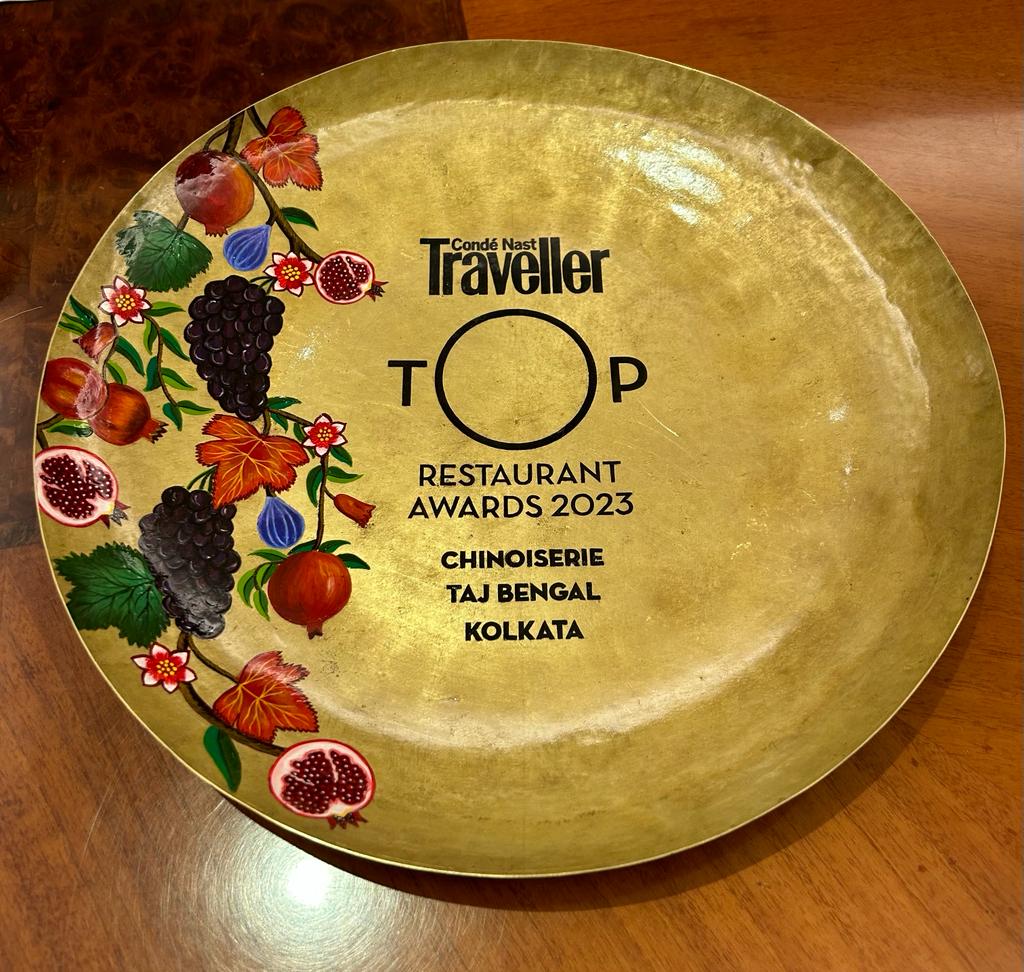 Condé Nast
Traveller
TOP
RESTAURANT
AWARDS 2023
CHINOISERIE
TAJ BENGAL
KOLKATA